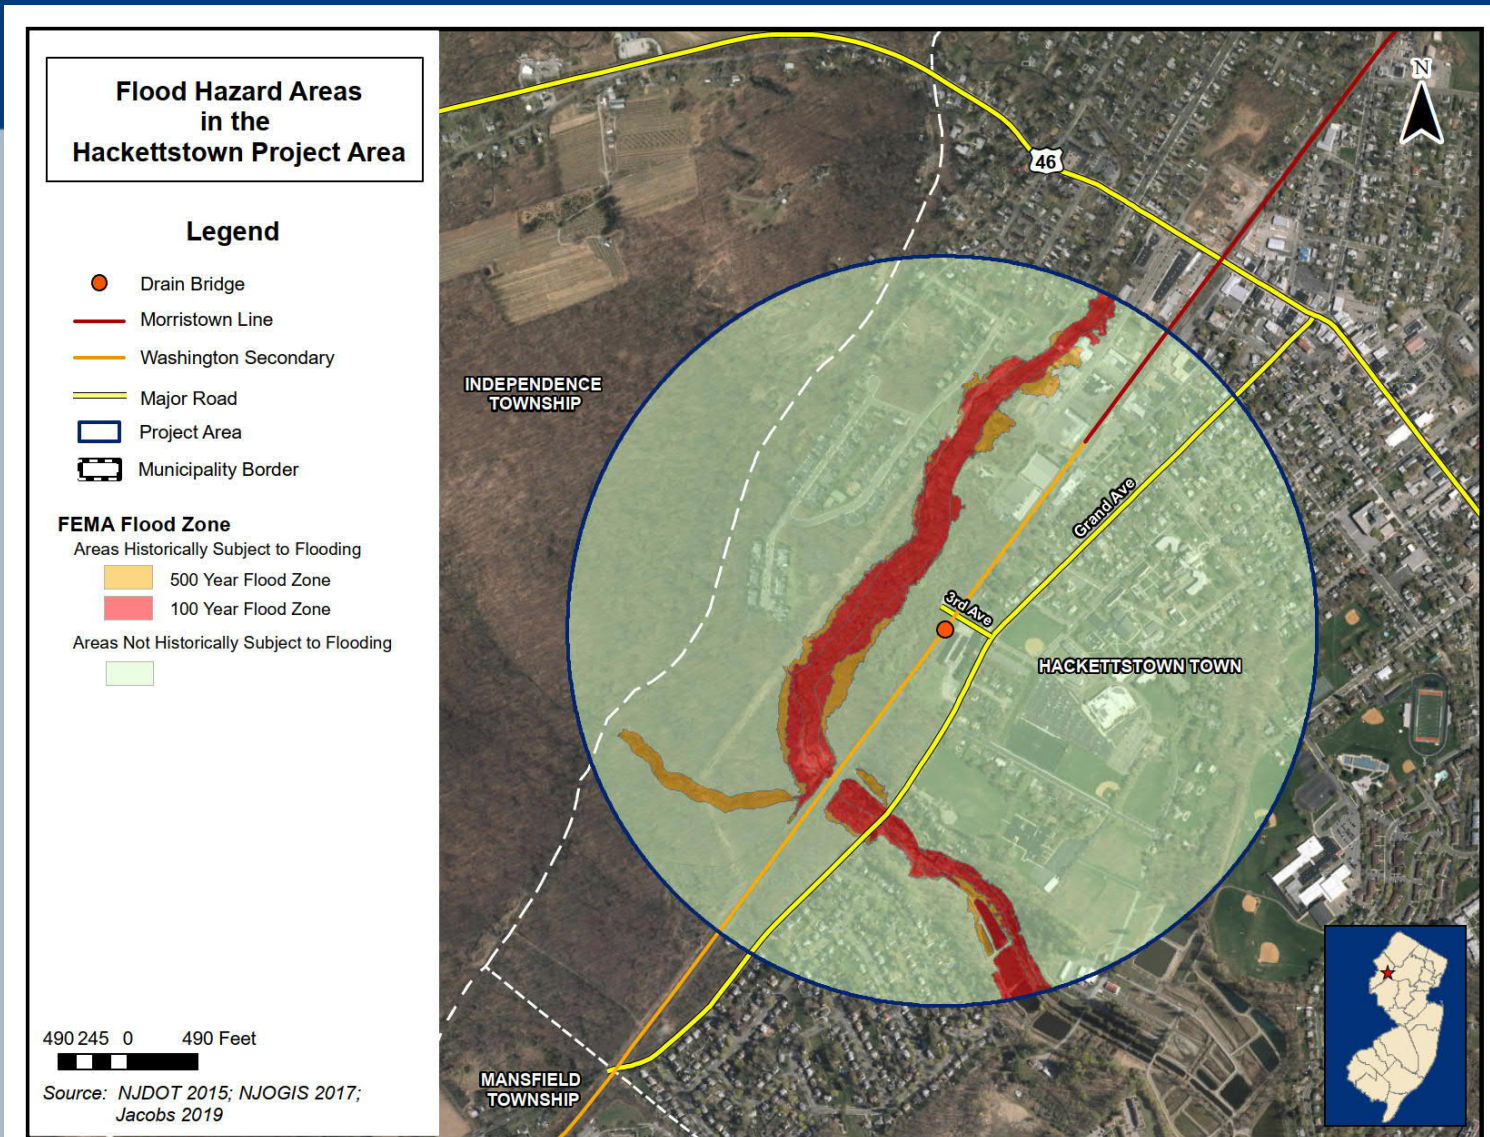 Flood Hazard Areas
in the
Hackettstown Project Area
Legend
Drain Bridge
Morristown Line
Washington Secondary
Major Road
Project Area
Municipality Border
FEMA Flood Zone
Areas Historically Subject to Flooding
500 Year Flood Zone
100 Year Flood Zone
Areas Not Historically Subject to Flooding
490 245 0 490 Feet
Source: NJDOT 2015; NJOGIS 2017;
Jacobs 2019
N
46
INDEPENDENCE
TOWNSHIP
Grand Ave
3rd Ave
HACKETTSTOWN TOWN
MANSFIELD
TOWNSHIP